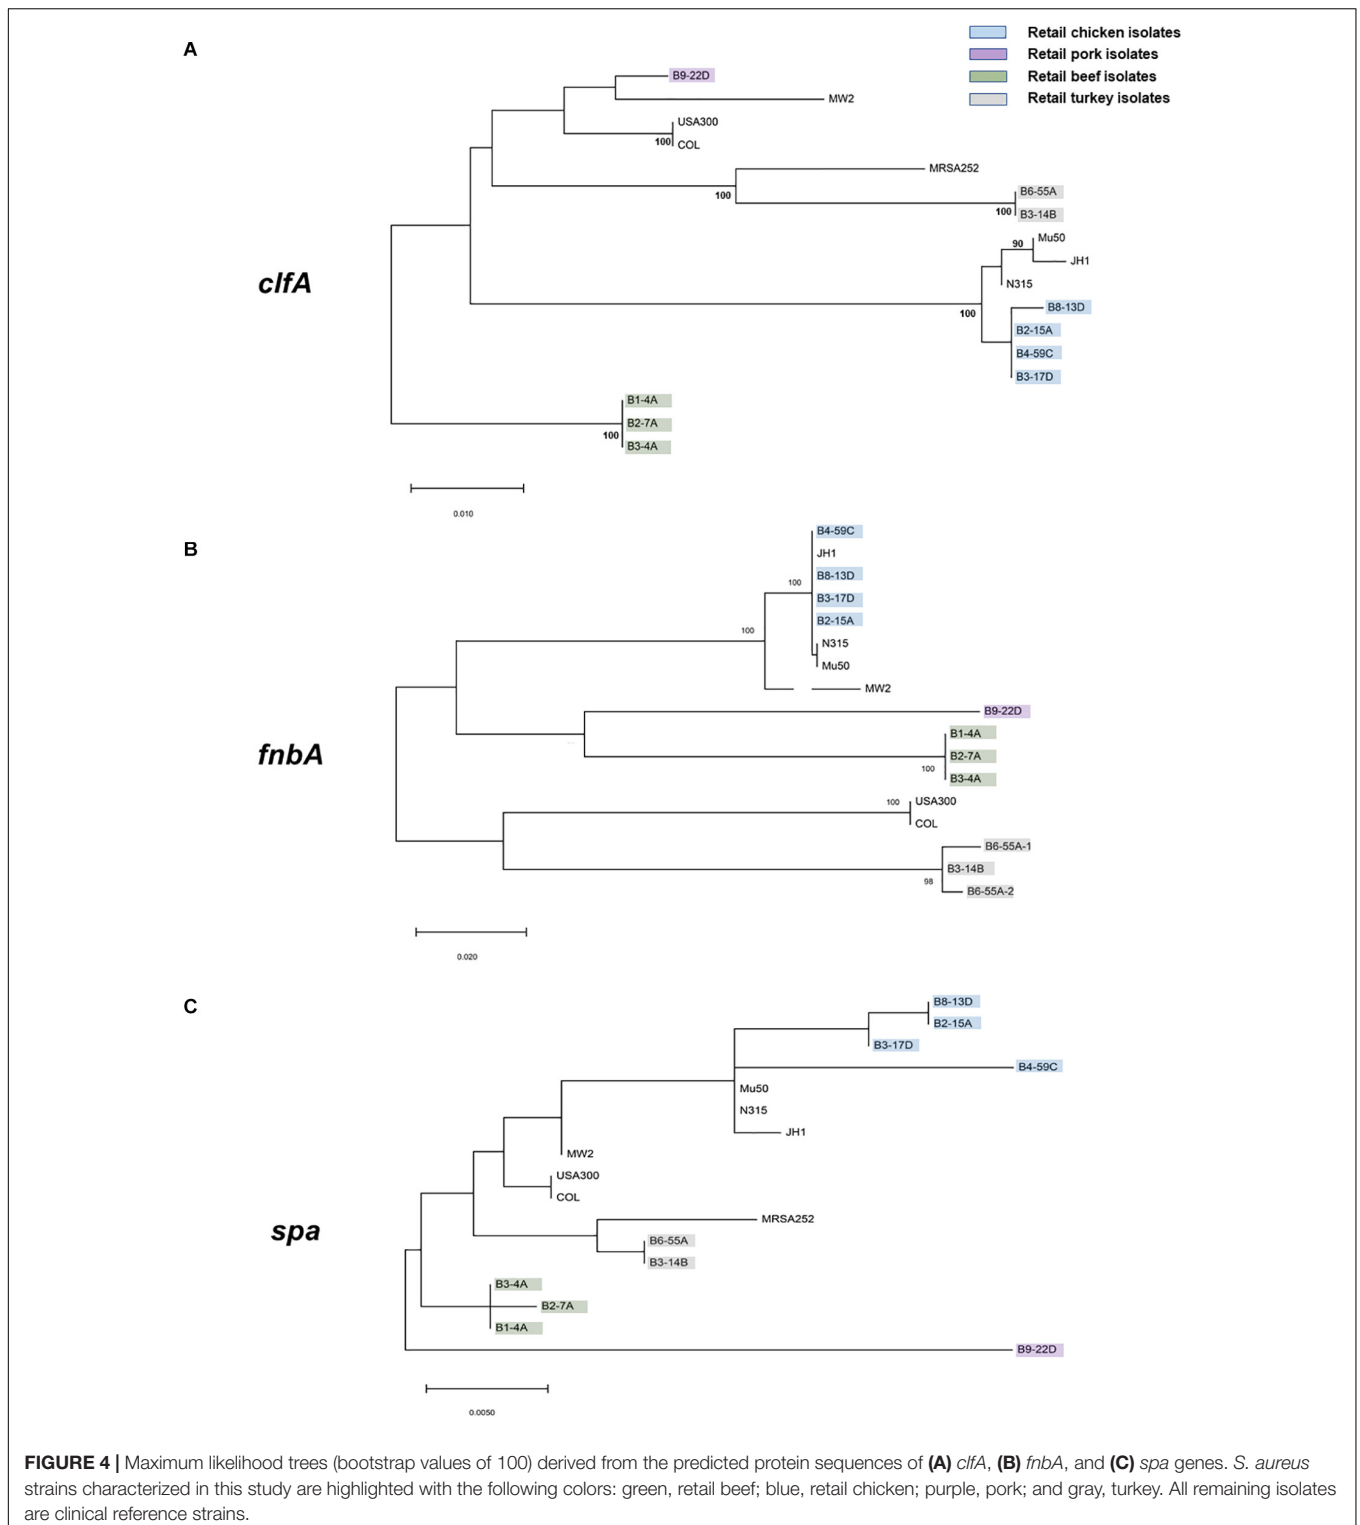 A
Retail chicken isolates
Retail pork isolates
Retail beef isolates
Retail turkey isolates
B9-22D
MW2
USA300
100
COL
MRSA252
100
B6-55A
100
B3-14B
Mu50
90
JH1
clfA
N315
B8-13D
100
B2-15A
B4-59C
B3-17D
B1-4A
B2-7A
100
B3-4A
0.010
B
B4-59C
JH1
100
B8-13D
B3-17D
B2-15A
100
N315
Mu50
MW2
B9-22D
B1-4A
fnbA
B2-7A
100
B3-4A
100
USA300
COL
B6-55A-1
B3-14B
98
B6-55A-2
0.020
C
B8-13D
B2-15A
B3-17D
B4-59C
Mu50
N315
JH1
MW2
USA300
COL
MRSA252
spa
B6-55A
B3-14B
B3-4A
B2-7A
B1-4A
B9-22D
0.0050
FIGURE 4 | Maximum likelihood trees (bootstrap values of 100) derived from the predicted protein sequences of (A) clfA, (B) fnbA, and (C) spa genes. S. aureus
strains characterized in this study are highlighted with the following colors: green, retail beef; blue, retail chicken; purple, pork; and gray, turkey. All remaining isolates
are clinical reference strains.